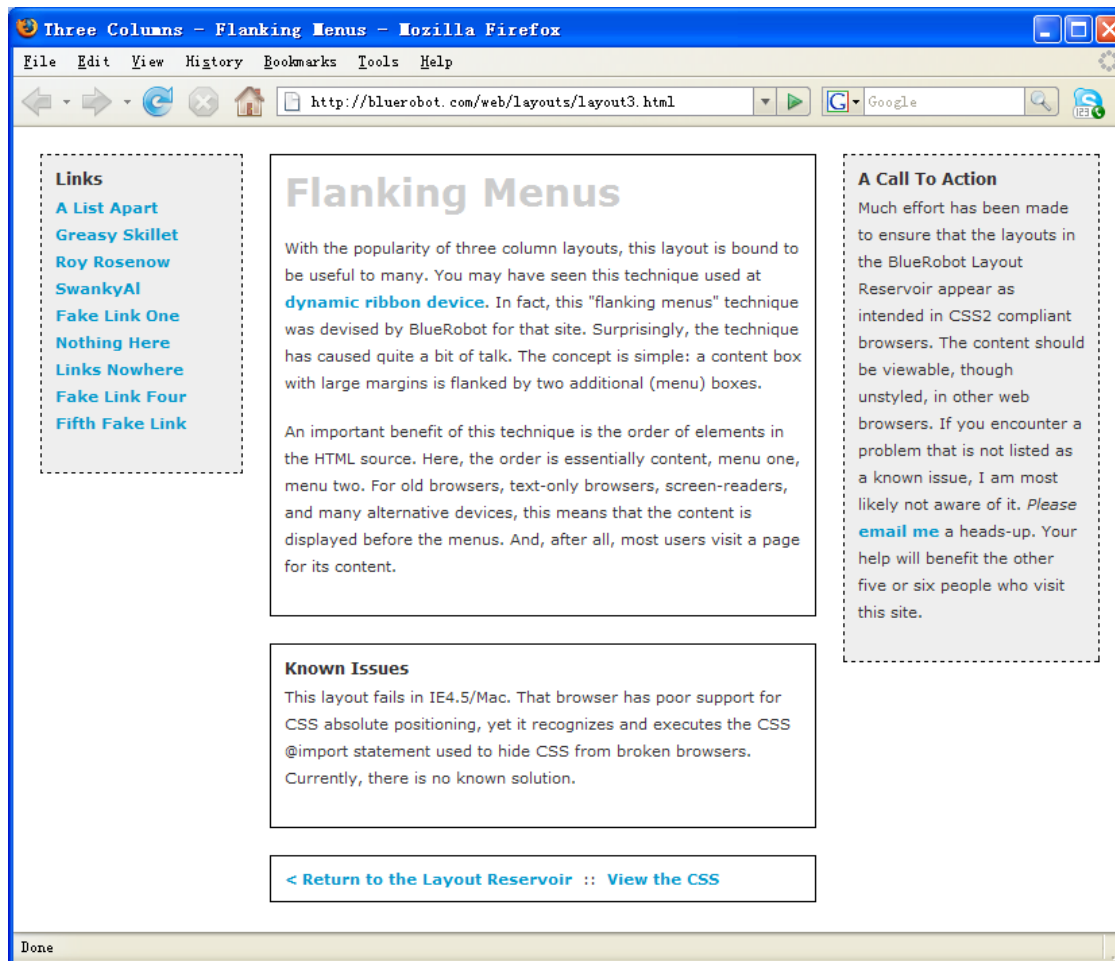 Three Columns - Flanking Menus - Mozilla Firefox
File Edit View History Bookmarks Tools Help
http://bluerobot.com/web/layouts/layout3.html
G Google
123
Links
A List Apart
Greasy Skillet
Roy Rosenow
SwankyAl
Fake Link One
Nothing Here
Links Nowhere
Fake Link Four
Fifth Fake Link
Flanking Menus
With the popularity of three column layouts, this layout is bound to
be useful to many. You may have seen this technique used at
dynamic ribbon device. In fact, this "flanking menus" technique
was devised by BlueRobot for that site. Surprisingly, the technique
has caused quite a bit of talk. The concept is simple: a content box
with large margins is flanked by two additional (menu) boxes.
An important benefit of this technique is the order of elements in
the HTML source. Here, the order is essentially content, menu one,
menu two. For old browsers, text-only browsers, screen-readers,
and many alternative devices, this means that the content is
displayed before the menus. And, after all, most users visit a page
for its content.
Known Issues
This layout fails in IE4.5/Mac. That browser has poor support for
CSS absolute positioning, yet it recognizes and executes the CSS
@import statement used to hide CSS from broken browsers.
Currently, there is no known solution.
< Return to the Layout Reservoir :: View the CSS
A Call To Action
Much effort has been made
to ensure that the layouts in
the BlueRobot Layout
Reservoir appear as
intended in CSS2 compliant
browsers. The content should
be viewable, though
unstyled, in other web
browsers. If you encounter a
problem that is not listed as
a known issue, I am most
likely not aware of it. Please
email me a heads-up. Your
help will benefit the other
five or six people who visit
this site.
Done